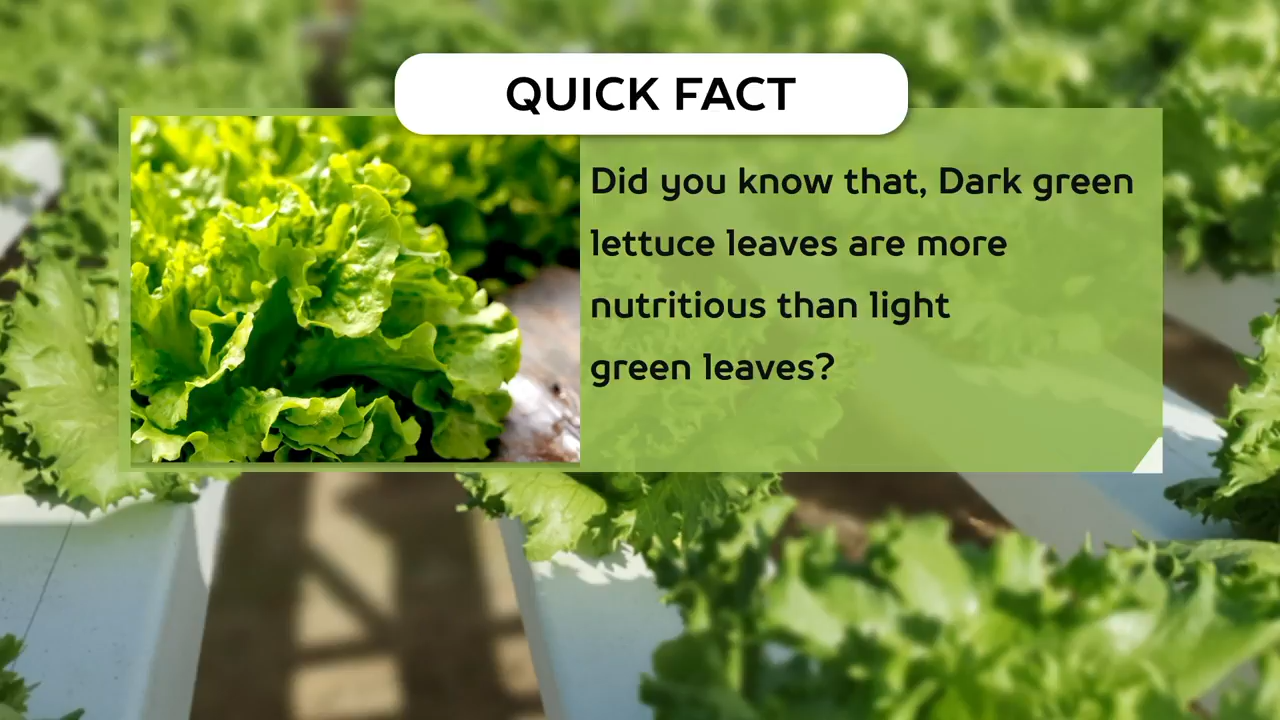 QUICK FACT
Did you know that, Dark green
lettuce leaves are more
nutritious than light
green leaves?